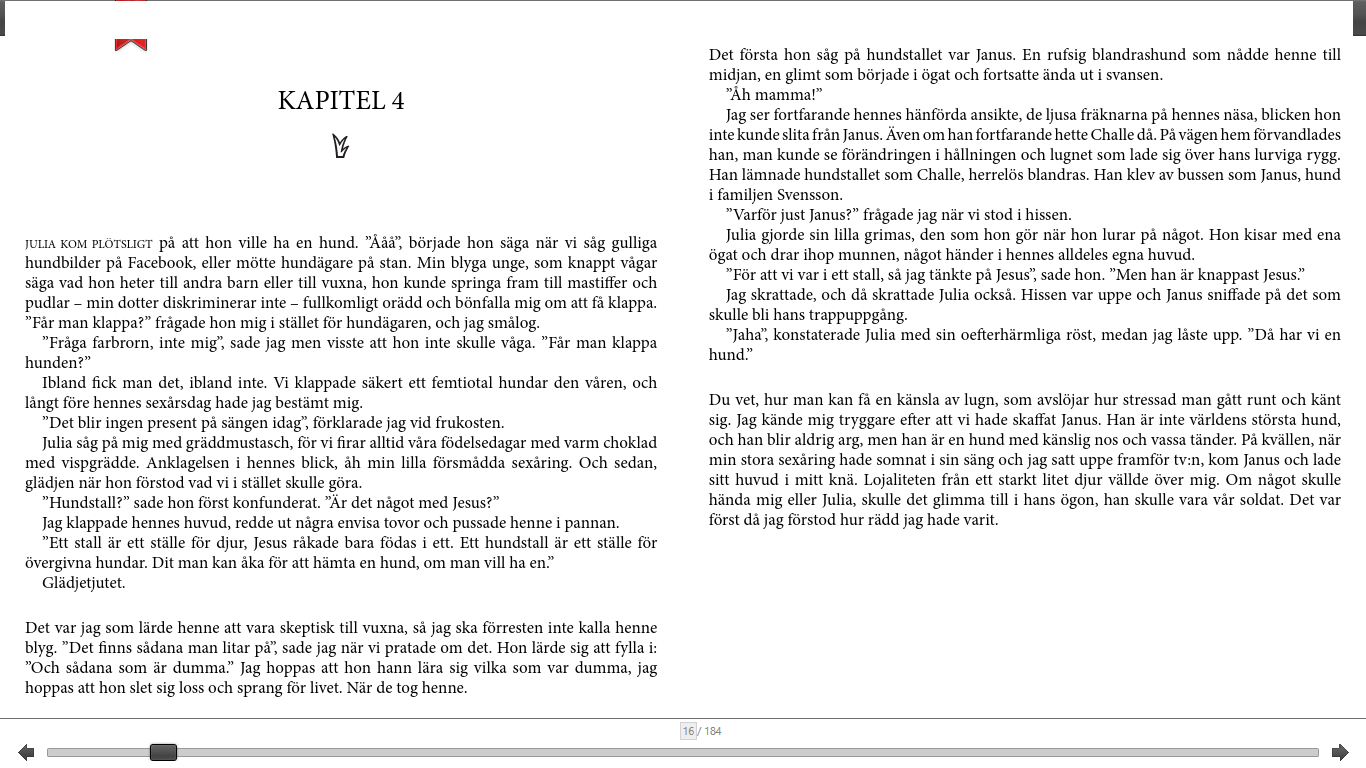 KAPITEL 4
JULIA KOM PLÖTSLIGT på att hon ville ha en hund. ”Ååå”, började hon säga när vi såg gulliga
hundbilder på Facebook, eller mötte hundägare på stan. Min blyga unge, som knappt vågar
säga vad hon heter till andra barn eller till vuxna, hon kunde springa fram till mastiffer och
pudlar – min dotter diskriminerar inte – fullkomligt orädd och bönfalla mig om att få klappa.
”Får man klappa?” frågade hon mig i stället för hundägaren, och jag smålog.
”Fråga farbrorn, inte mig”, sade jag men visste att hon inte skulle våga. ”Får man klappa
hunden?”
Ibland fick man det, ibland inte. Vi klappade säkert ett femtiotal hundar den våren, och
långt före hennes sexårsdag hade jag bestämt mig.
”Det blir ingen present på sängen idag”, förklarade jag vid frukosten.
Julia såg på mig med gräddmustasch, för vi firar alltid våra födelsedagar med varm choklad
med vispgrädde. Anklagelsen i hennes blick, åh min lilla försmådda sexåring. Och sedan,
glädjen när hon förstod vad vi i stället skulle göra.
”Hundstall?” sade hon först konfunderat. ”Är det något med Jesus?”
Jag klappade hennes huvud, redde ut några envisa tovor och pussade henne i pannan.
”Ett stall är ett ställe för djur, Jesus råkade bara födas i ett. Ett hundstall är ett ställe för
övergivna hundar. Dit man kan åka för att hämta en hund, om man vill ha en.”
Glädjetjutet.
Det var jag som lärde henne att vara skeptisk till vuxna, så jag ska förresten inte kalla henne
blyg. ”Det finns sådana man litar på”, sade jag när vi pratade om det. Hon lärde sig att fylla i:
”Och sådana som är dumma.” Jag hoppas att hon hann lära sig vilka som var dumma, jag
hoppas att hon slet sig loss och sprang för livet. När de tog henne.
Det första hon såg på hundstallet var Janus. En rufsig blandrashund som nådde henne till
midjan, en glimt som började i ögat och fortsatte ända ut i svansen.
”Åh mamma!”
Jag ser fortfarande hennes hänförda ansikte, de ljusa fräknarna på hennes näsa, blicken hon
inte kunde slita från Janus. Även om han fortfarande hette Challe då. På vägen hem förvandlades
han, man kunde se förändringen i hållningen och lugnet som lade sig över hans lurviga rygg.
Han lämnade hundstallet som Challe, herrelös blandras. Han klev av bussen som Janus, hund
i familjen Svensson.
”Varför just Janus?” frågade jag när vi stod i hissen.
Julia gjorde sin lilla grimas, den som hon gör när hon lurar på något. Hon kisar med ena
ögat och drar ihop munnen, något händer i hennes alldeles egna huvud.
”För att vi var i ett stall, så jag tänkte på Jesus”, sade hon. ”Men han är knappast Jesus.”
Jag skrattade, och då skrattade Julia också. Hissen var uppe och Janus sniffade på det som
skulle bli hans trappuppgång.
”Jaha”, konstaterade Julia med sin oefterhärmliga röst, medan jag låste upp. ”Då har vi en
hund.”
Du vet, hur man kan få en känsla av lugn, som avslöjar hur stressad man gått runt och känt
sig. Jag kände mig tryggare efter att vi hade skaffat Janus. Han är inte världens största hund,
och han blir aldrig arg, men han är en hund med känslig nos och vassa tänder. På kvällen, när
min stora sexåring hade somnat i sin säng och jag satt uppe framför tv:n, kom Janus och lade
sitt huvud i mitt knä. Lojaliteten från ett starkt litet djur vällde över mig. Om något skulle
hända mig eller Julia, skulle det glimma till i hans ögon, han skulle vara vår soldat. Det var
först då jag förstod hur rädd jag hade varit.
16 / 184